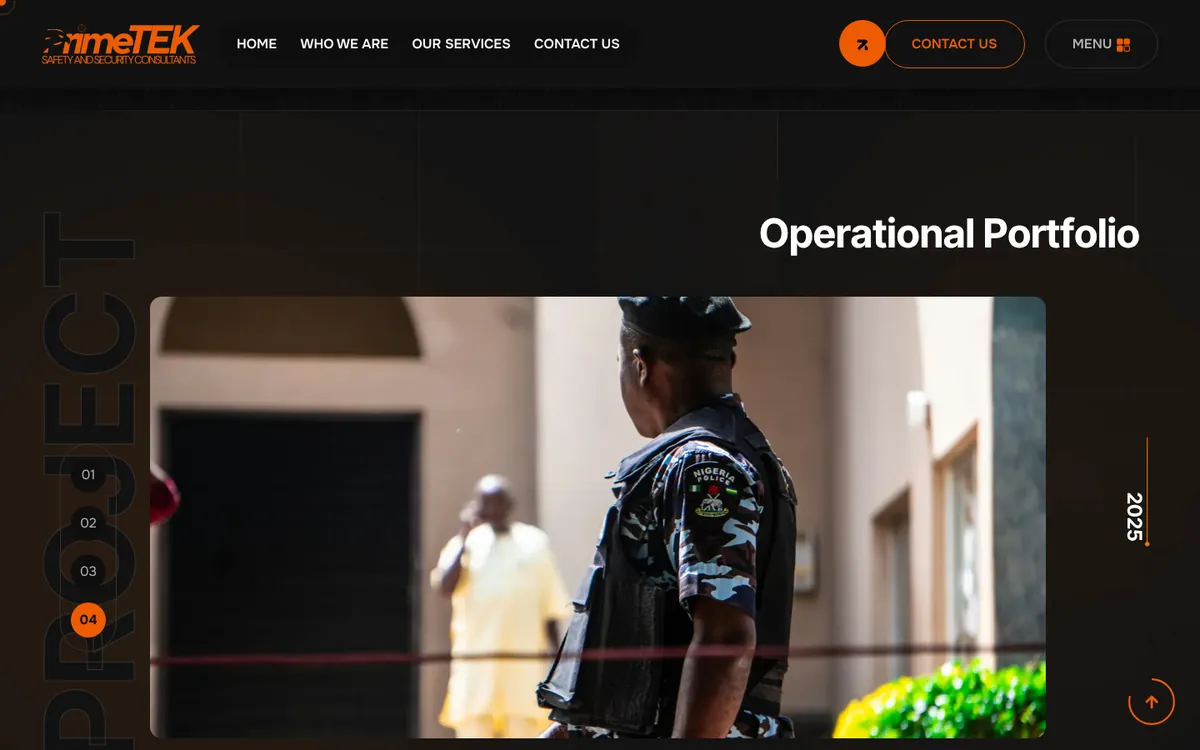 PrimeTEK
SAFETY AND SECURITY CONSULTANTS
HOME
WHO WE ARE
OUR SERVICES
CONTACT US
CONTACT US
MENU
Operational Portfolio
PROJECT
01
02
03
04
NIGERIA
POLICE
2025